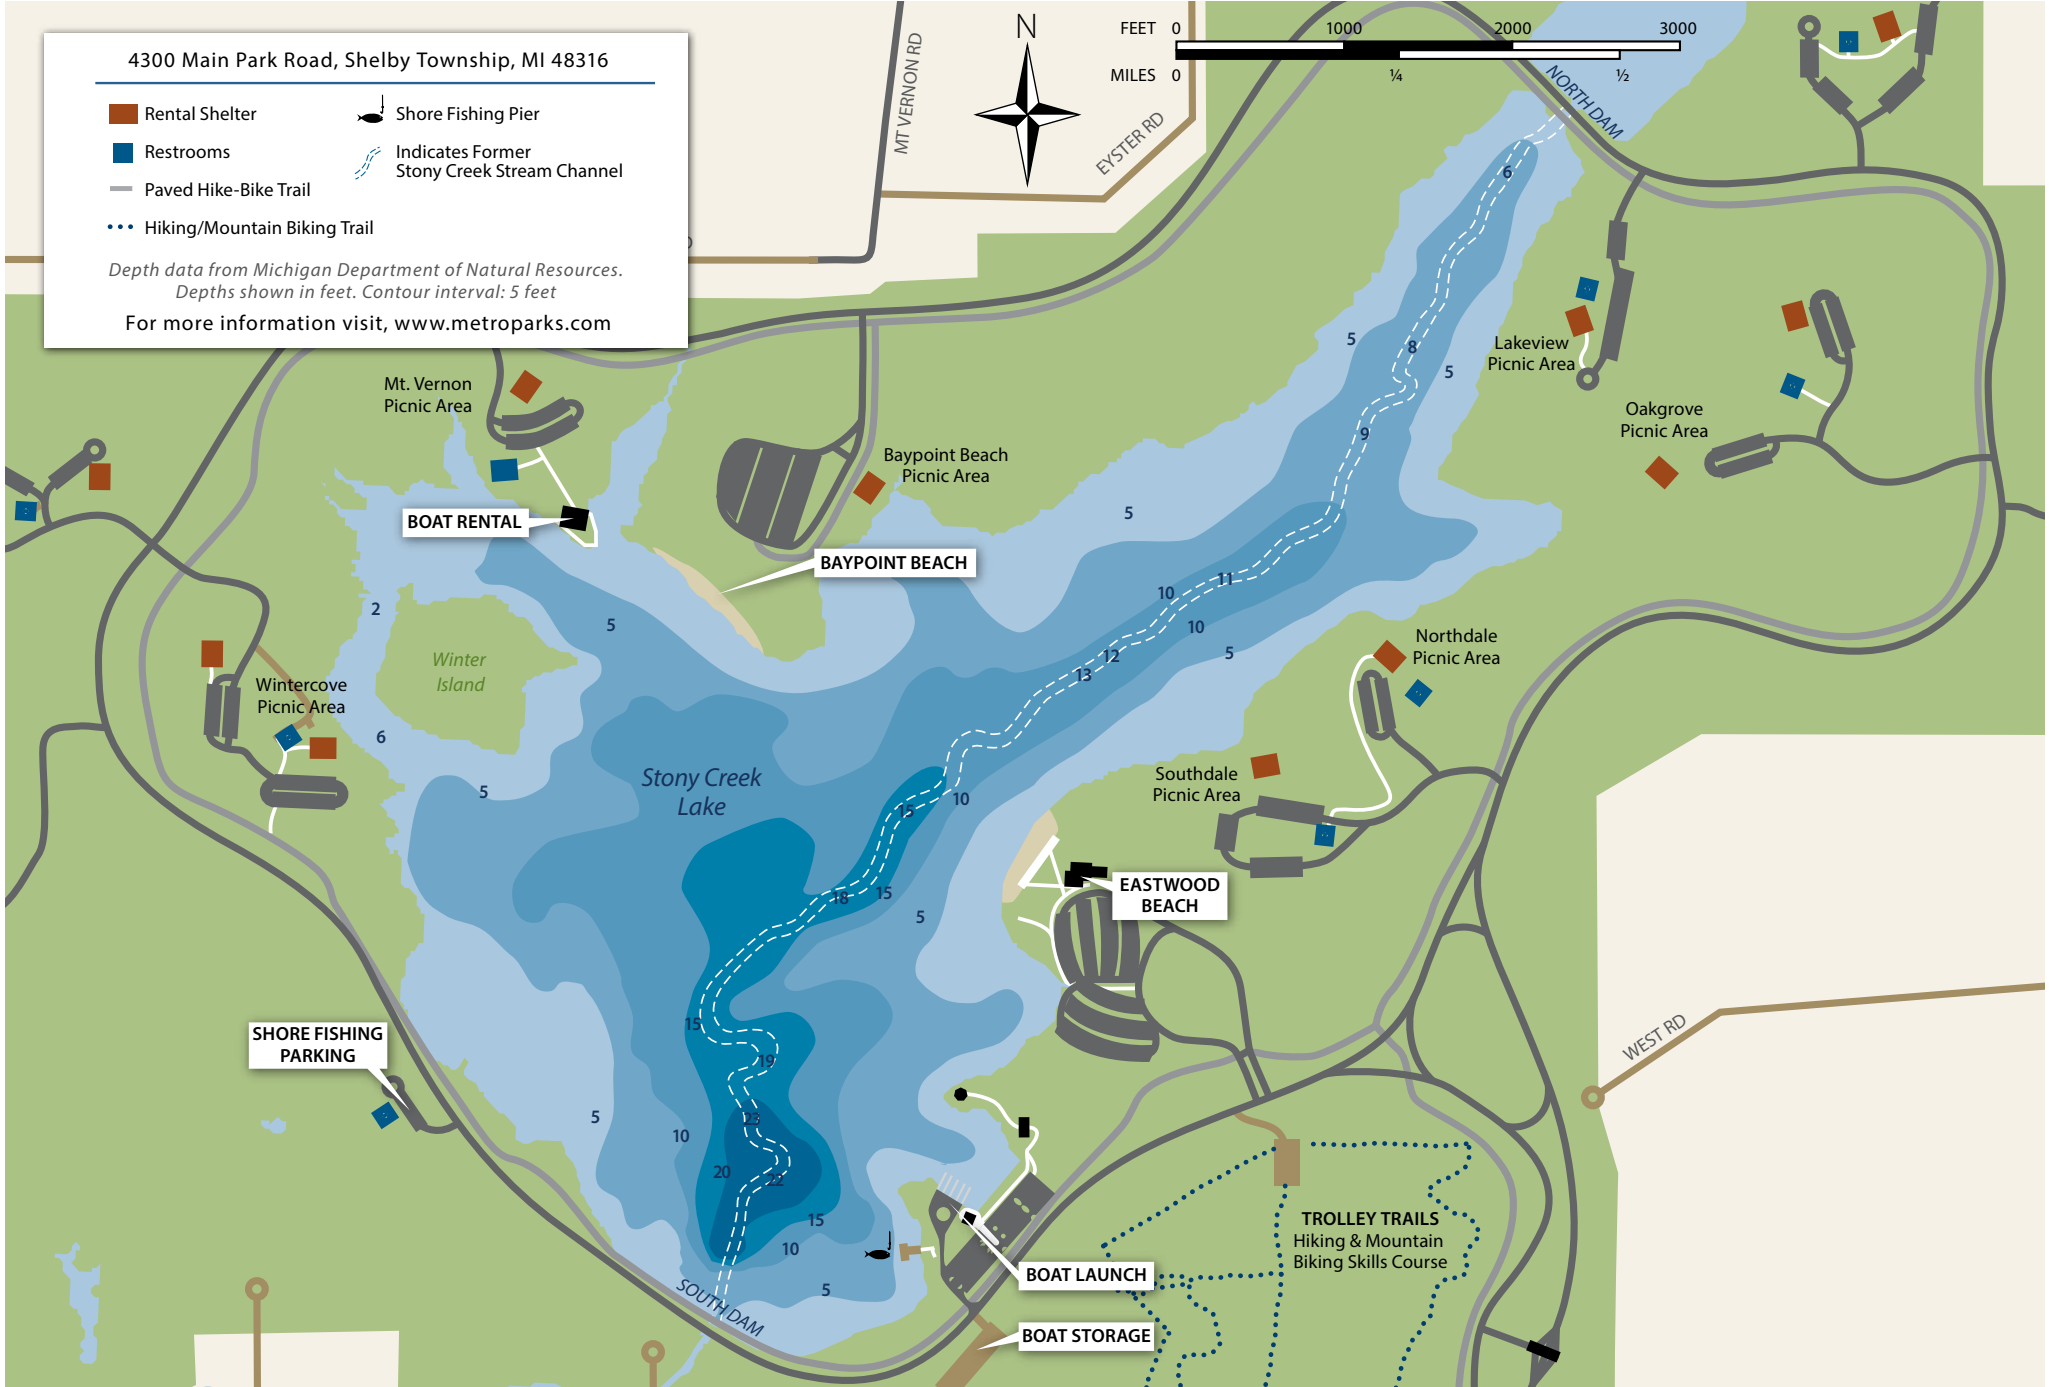 4300 Main Park Road, Shelby Township, MI 48316
Rental Shelter
Restrooms
Paved Hike-Bike Trail
Hiking/Mountain Biking Trail
Shore Fishing Pier
Indicates Former
Stony Creek Stream Channel
Depth data from Michigan Department of Natural Resources.
Depths shown in feet. Contour interval: 5 feet
For more information visit, www.metroparks.com
MT VERNON RD
D
N
EYSTER RD
FEET 0 1000 2000 3000
MILES 0 ¼ ½
NORTH DAM
6
5
8
5
Lakeview
Picnic Area
Mt. Vernon
Picnic Area
Oakgrove
Picnic Area
9
Baypoint Beach
Picnic Area
BOAT RENTAL
5
BAYPOINT BEACH
11
10
2
5
10
5
12
13
Northdale
Picnic Area
Winter
Island
Wintercove
Picnic Area
6
5
Stony Creek
Lake
Southdale
Picnic Area
10
15
18
15
5
EASTWOOD
BEACH
15
SHORE FISHING
PARKING
WEST RD
19
5
23
10
20
22
15
10
5
TROLLEY TRAILS
Hiking & Mountain
Biking Skills Course
BOAT LAUNCH
SOUTH DAM
BOAT STORAGE